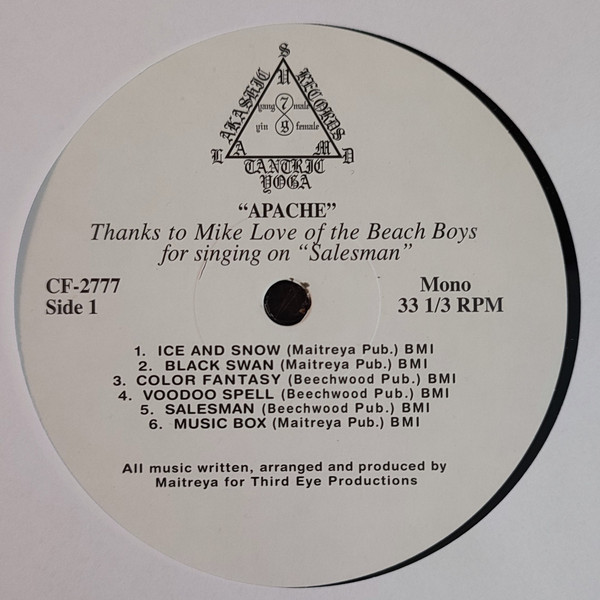 S
U
AKASHIC
RECORDS
yang 7 male
yin 8 female
L A M D
TANTRIC
YOGA
“APACHE”
Thanks to Mike Love of the Beach Boys
for singing on “Salesman”
CF-2777
Side 1
Mono
33 1/3 RPM
1. ICE AND SNOW (Maitreya Pub.) BMI
2. BLACK SWAN (Maitreya Pub.) BMI
3. COLOR FANTASY (Beechwood Pub.) BMI
4. VOODOO SPELL (Beechwood Pub.) BMI
5. SALESMAN (Beechwood Pub.) BMI
6. MUSIC BOX (Maitreya Pub.) BMI
All music written, arranged and produced by
Maitreya for Third Eye Productions